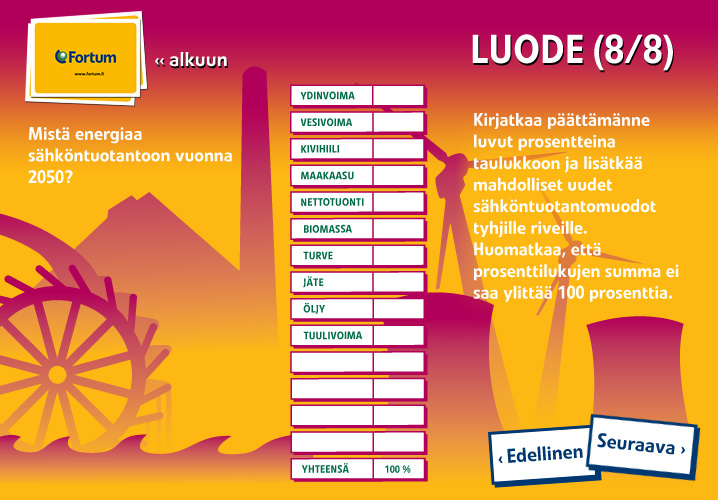 Fortum
www.fortum.fi
‹‹ alkuun
LUODE (8/8)
Mistä energiaa
sähköntuotantoon vuonna
2050?
YDINVOIMA
VESIVOIMA
KIVIHIILI
MAAKAASU
NETTOTUONTI
BIOMASSA
TURVE
JÄTE
ÖLJY
TUULIVOIMA
YHTEENSÄ 100 %
Kirjatkaa päättämänne
luvut prosentteina
taulukkoon ja lisätkää
mahdolliset uudet
sähköntuotantomuodot
tyhjille riveille.
Huomatkaa, että
prosenttilukujen summa ei
saa ylittää 100 prosenttia.
‹ Edellinen
Seuraava ›